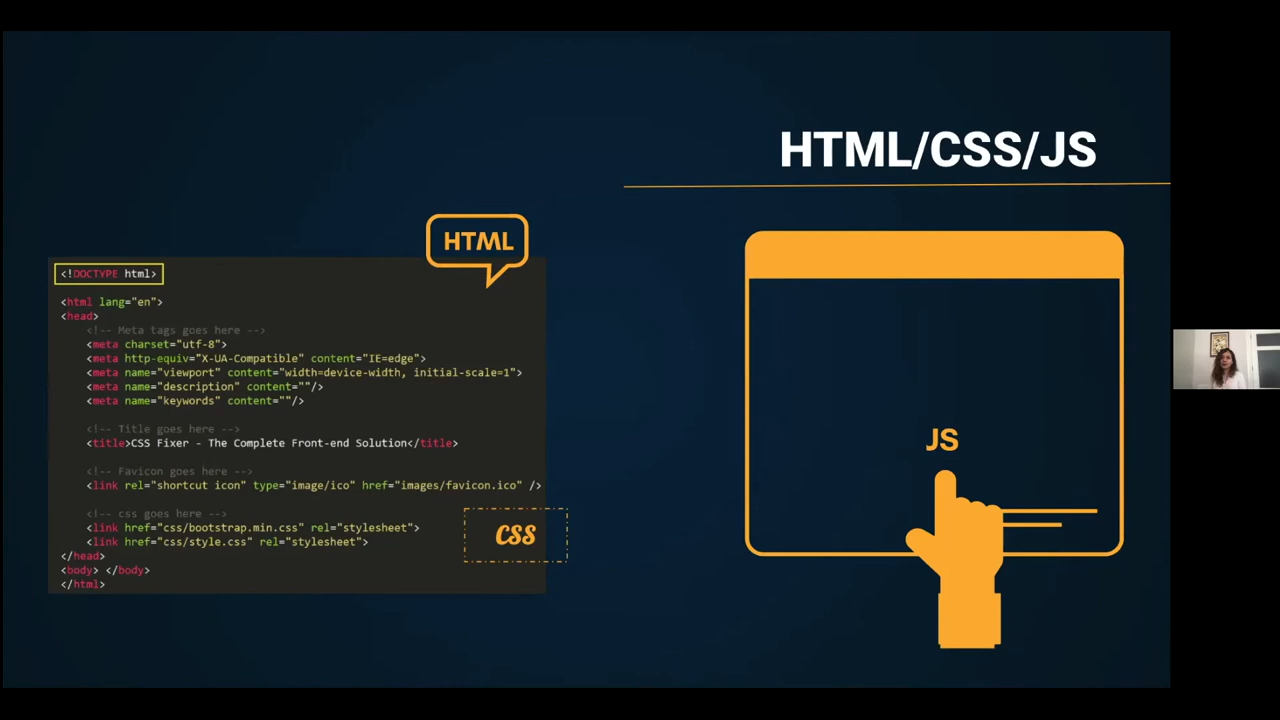 HTML/CSS/JS
HTML
<!DOCTYPE html>
<html lang="en">
<head>
<!-- Meta tags goes here -->
<meta charset="utf-8">
<meta http-equiv="X-UA-Compatible" content="IE=edge">
<meta name="viewport" content="width=device-width, initial-scale=1">
<meta name="description" content=""/>
<meta name="keywords" content=""/>
<!-- Title goes here -->
<title>CSS Fixer - The Complete Front-end Solution</title>
<!-- Favicon goes here -->
<link rel="shortcut icon" type="image/ico" href="images/favicon.ico" />
<!-- css goes here -->
<link href="css/bootstrap.min.css" rel="stylesheet">
<link href="css/style.css" rel="stylesheet">
</head>
<body> </body>
</html>
CSS
JS